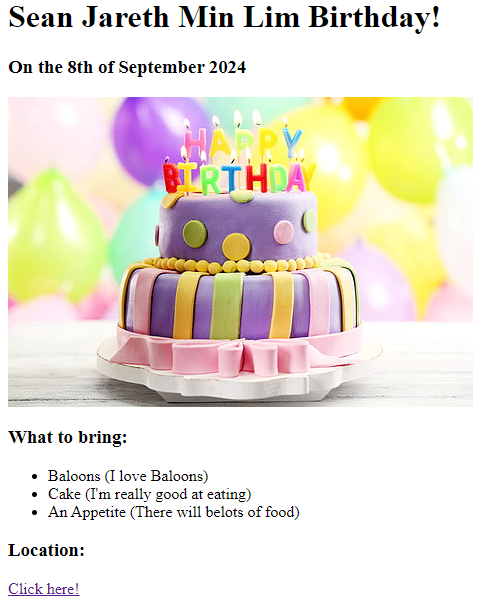 Sean Jareth Min Lim Birthday!
On the 8th of September 2024
HAPPY
BIRTHDAY
What to bring:
Baloons (I love Baloons)
Cake (I'm really good at eating)
An Appetite (There will belots of food)
Location:
Click here!